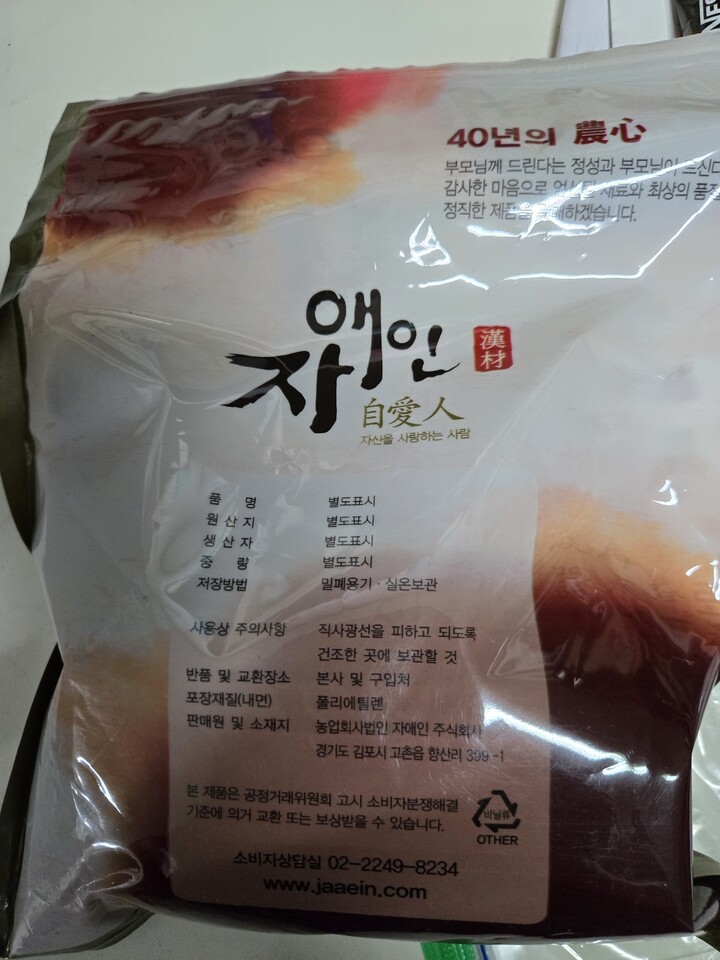 40년의 農心
부모님께 드린다는 정성과 부모님이 드신다
감사한 마음으로 재료와 최상의 품질
정직한 제품을 하겠습니다.
자애인
漢材
自愛人
자신을 사랑하는 사람
품 명 별도표시
원 산 지 별도표시
생 산 자 별도표시
중 량 별도표시
저장방법 밀폐용기 · 실온보관
사용상 주의사항 직사광선을 피하고 되도록
건조한 곳에 보관할 것
반품 및 교환장소 본사 및 구입처
포장재질(내면) 폴리에틸렌
판매원 및 소재지 농업회사법인 자애인 주식회사
경기도 김포시 고촌읍 향산리 399-1
본 제품은 공정거래위원회 고시 소비자분쟁해결
기준에 의거 교환 또는 보상받을 수 있습니다.
비닐류
OTHER
소비자상담실 02-2249-8234
www.jaaein.com